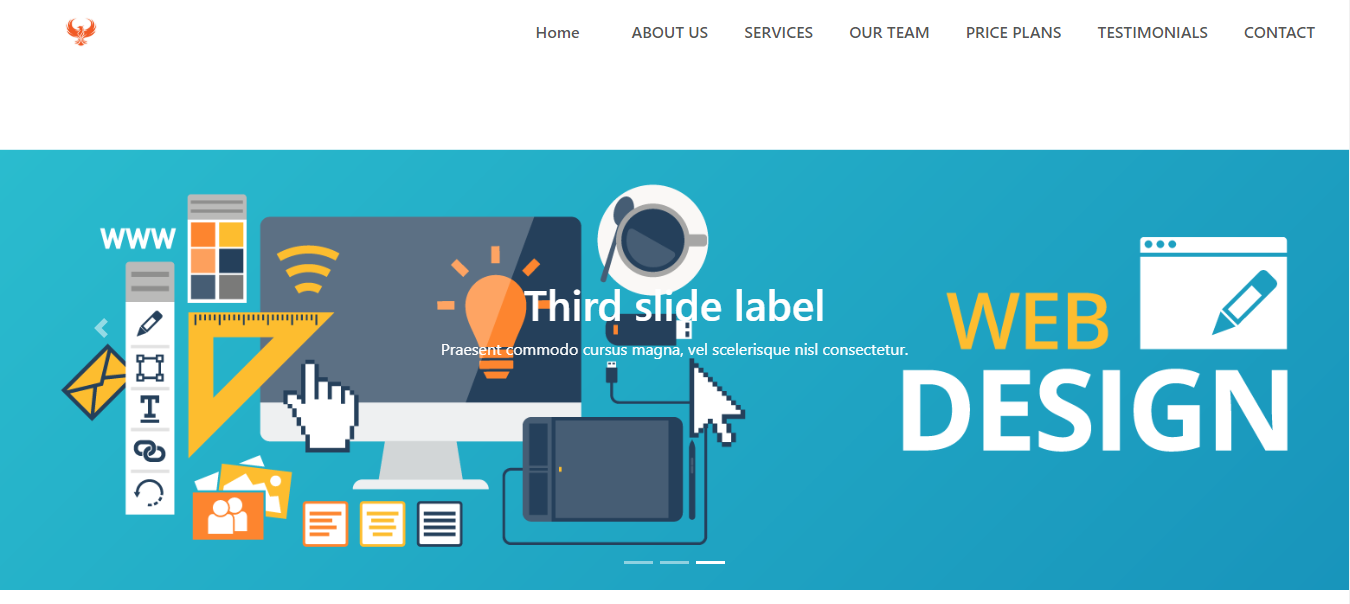 Home ABOUT US SERVICES OUR TEAM PRICE PLANS TESTIMONIALS CONTACT
WWW
T
Third slide label
Praesent commodo cursus magna, vel scelerisque nisl consectetur.
WEB
DESIGN